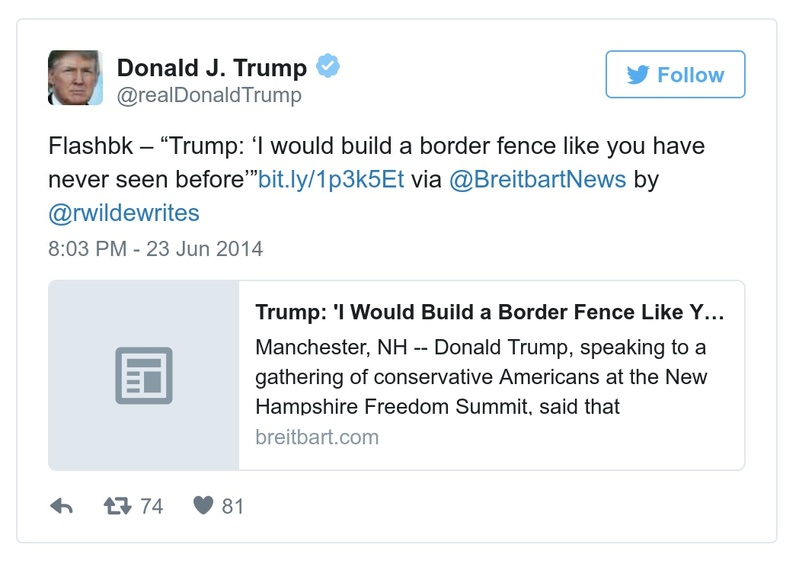 Donald J. Trump
@realDonaldTrump
Follow
Flashbk – “Trump: ‘I would build a border fence like you have
never seen before’”bit.ly/1p3k5Et via @BreitbartNews by
@rwildewrites
8:03 PM - 23 Jun 2014
Trump: 'I Would Build a Border Fence Like Y...
Manchester, NH -- Donald Trump, speaking to a
gathering of conservative Americans at the New
Hampshire Freedom Summit, said that
breitbart.com
74
81